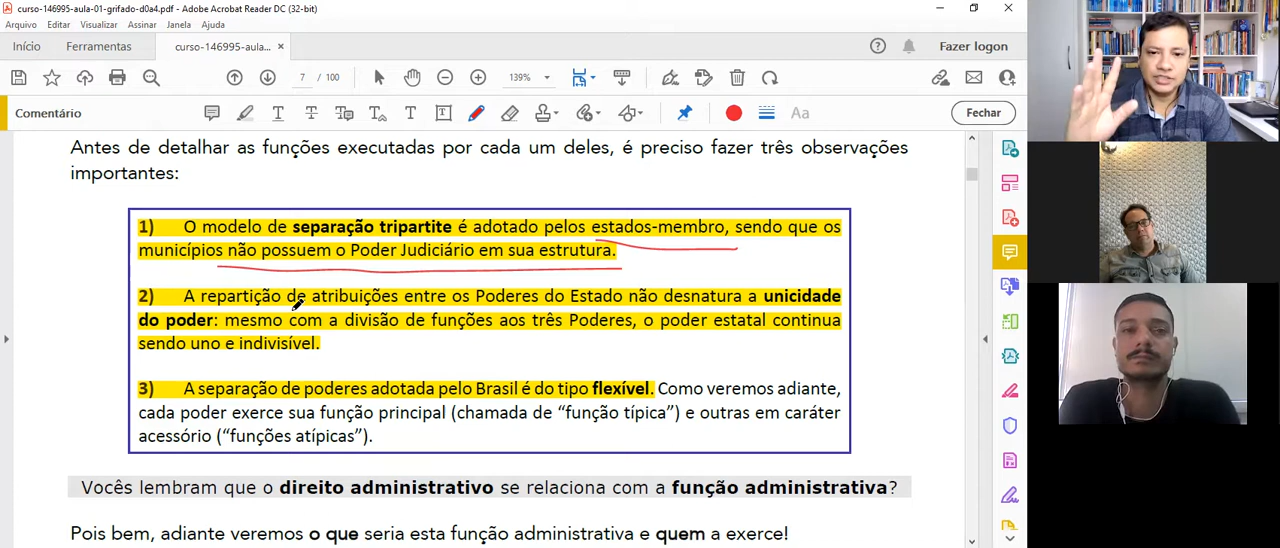 curso-146995-aula-01-grifado-d0a4.pdf - Adobe Acrobat Reader DC (32-bit)
Arquivo Editar Visualizar Assinar Janela Ajuda
Início Ferramentas curso-146995-aula... × Fazer logon
7 / 100 139%
Comentário Aa Fechar
Antes de detalhar as funções executadas por cada um deles, é preciso fazer três observações
importantes:
1) O modelo de separação tripartite é adotado pelos estados-membro, sendo que os
municípios não possuem o Poder Judiciário em sua estrutura.
2) A repartição de atribuições entre os Poderes do Estado não desnatura a unicidade
do poder: mesmo com a divisão de funções aos três Poderes, o poder estatal continua
sendo uno e indivisível.
3) A separação de poderes adotada pelo Brasil é do tipo flexível. Como veremos adiante,
cada poder exerce sua função principal (chamada de “função típica”) e outras em caráter
acessório (“funções atípicas”).
Vocês lembram que o direito administrativo se relaciona com a função administrativa?
Pois bem, adiante veremos o que seria esta função administrativa e quem a exerce!